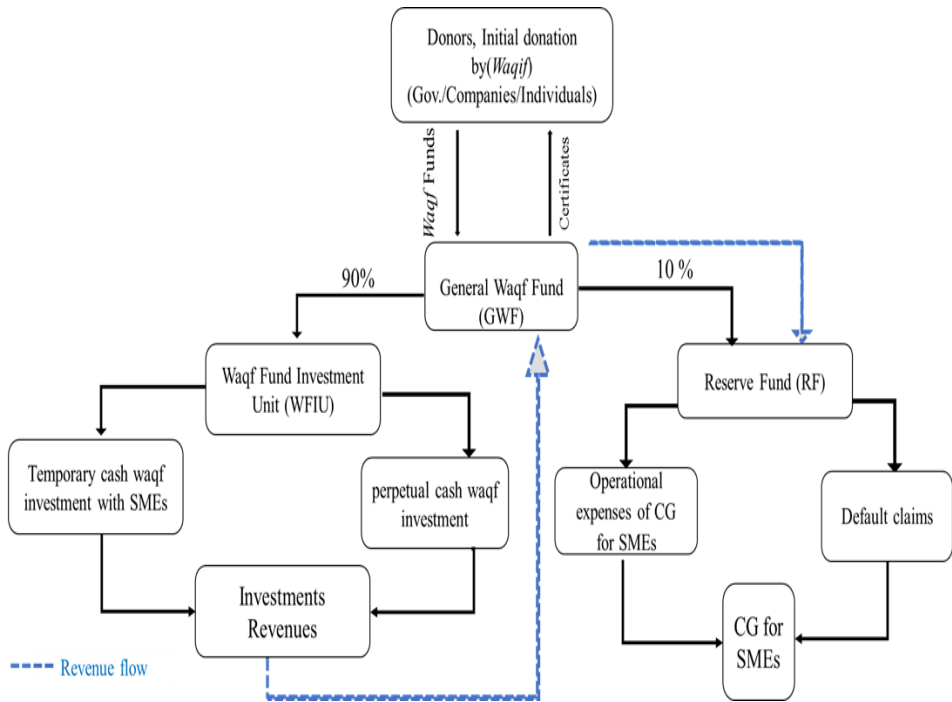 Donors, Initial donation
by(Waqif)
(Gov./Companies/Individuals)
Waqf Funds
Certificates
90%
General Waqf Fund
(GWF)
10 %
Waqf Fund Investment
Unit (WFIU)
Reserve Fund (RF)
Temporary cash waqf
investment with SMEs
perpetual cash waqf
investment
Operational
expenses of CG
for SMEs
Default claims
Investments
Revenues
CG for
SMEs
Revenue flow